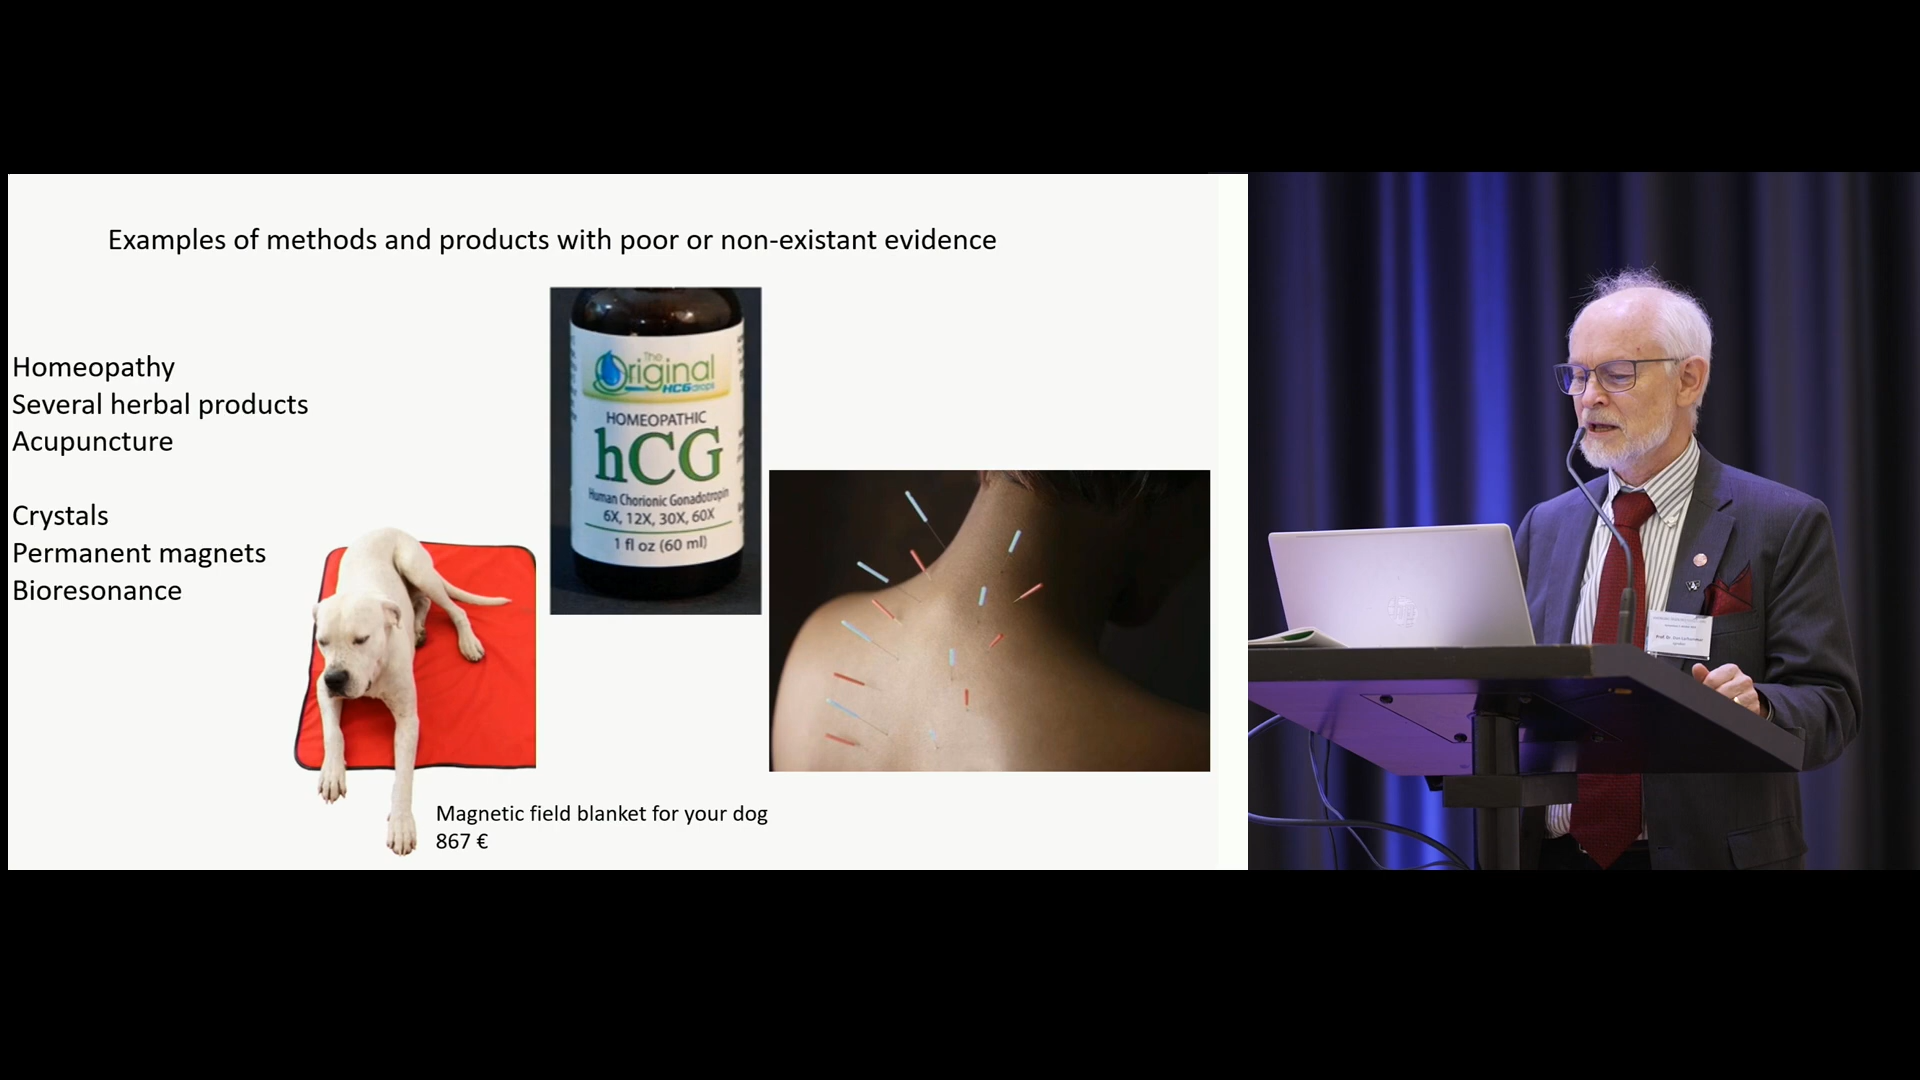 Examples of methods and products with poor or non-existant evidence
Homeopathy
Several herbal products
Acupuncture
Crystals
Permanent magnets
Bioresonance
The
Original
HCG drops
HOMEOPATHIC
hCG
Human Chorionic Gonadotropin
6X, 12X, 30X, 60X
1 fl oz (60 ml)
Magnetic field blanket for your dog
867 €
Prof. Dr.